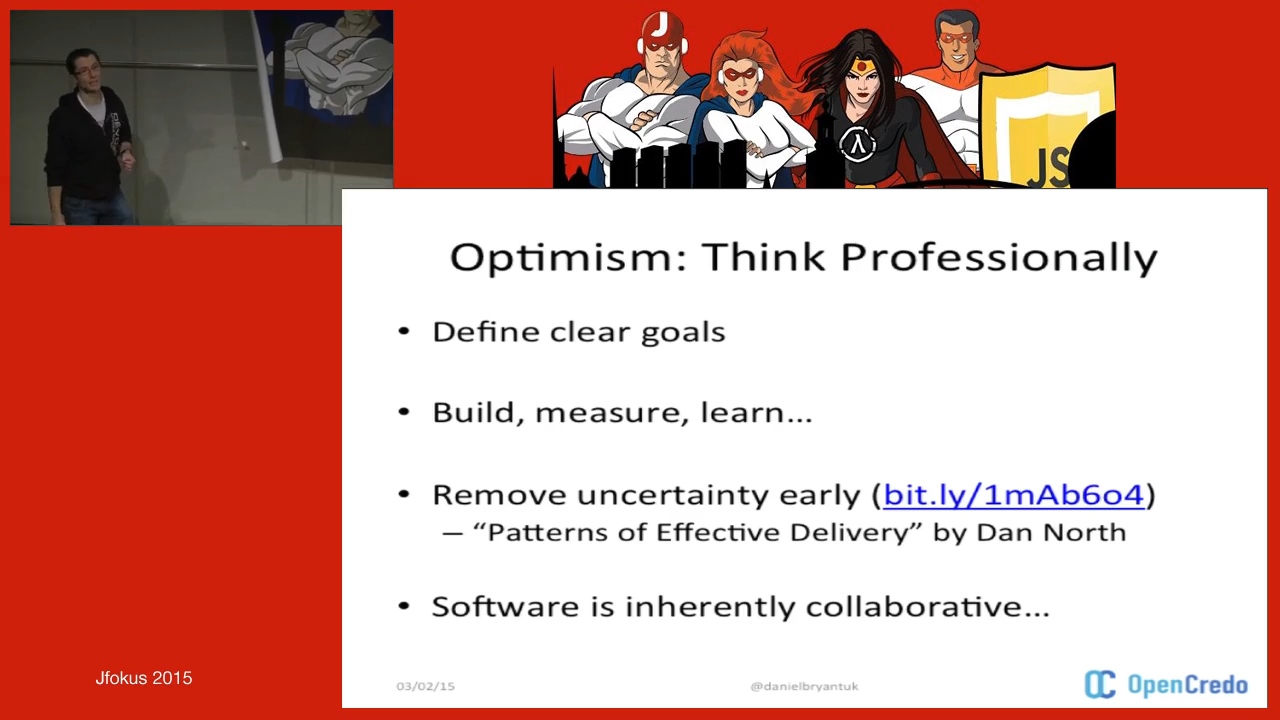 J
λ
JS
Optimism: Think Professionally
• Define clear goals
• Build, measure, learn...
• Remove uncertainty early (bit.ly/1mAb6o4)
– “Patterns of Effective Delivery” by Dan North
• Software is inherently collaborative...
Jfokus 2015
03/02/15
@danielbryantuk
OpenCredo